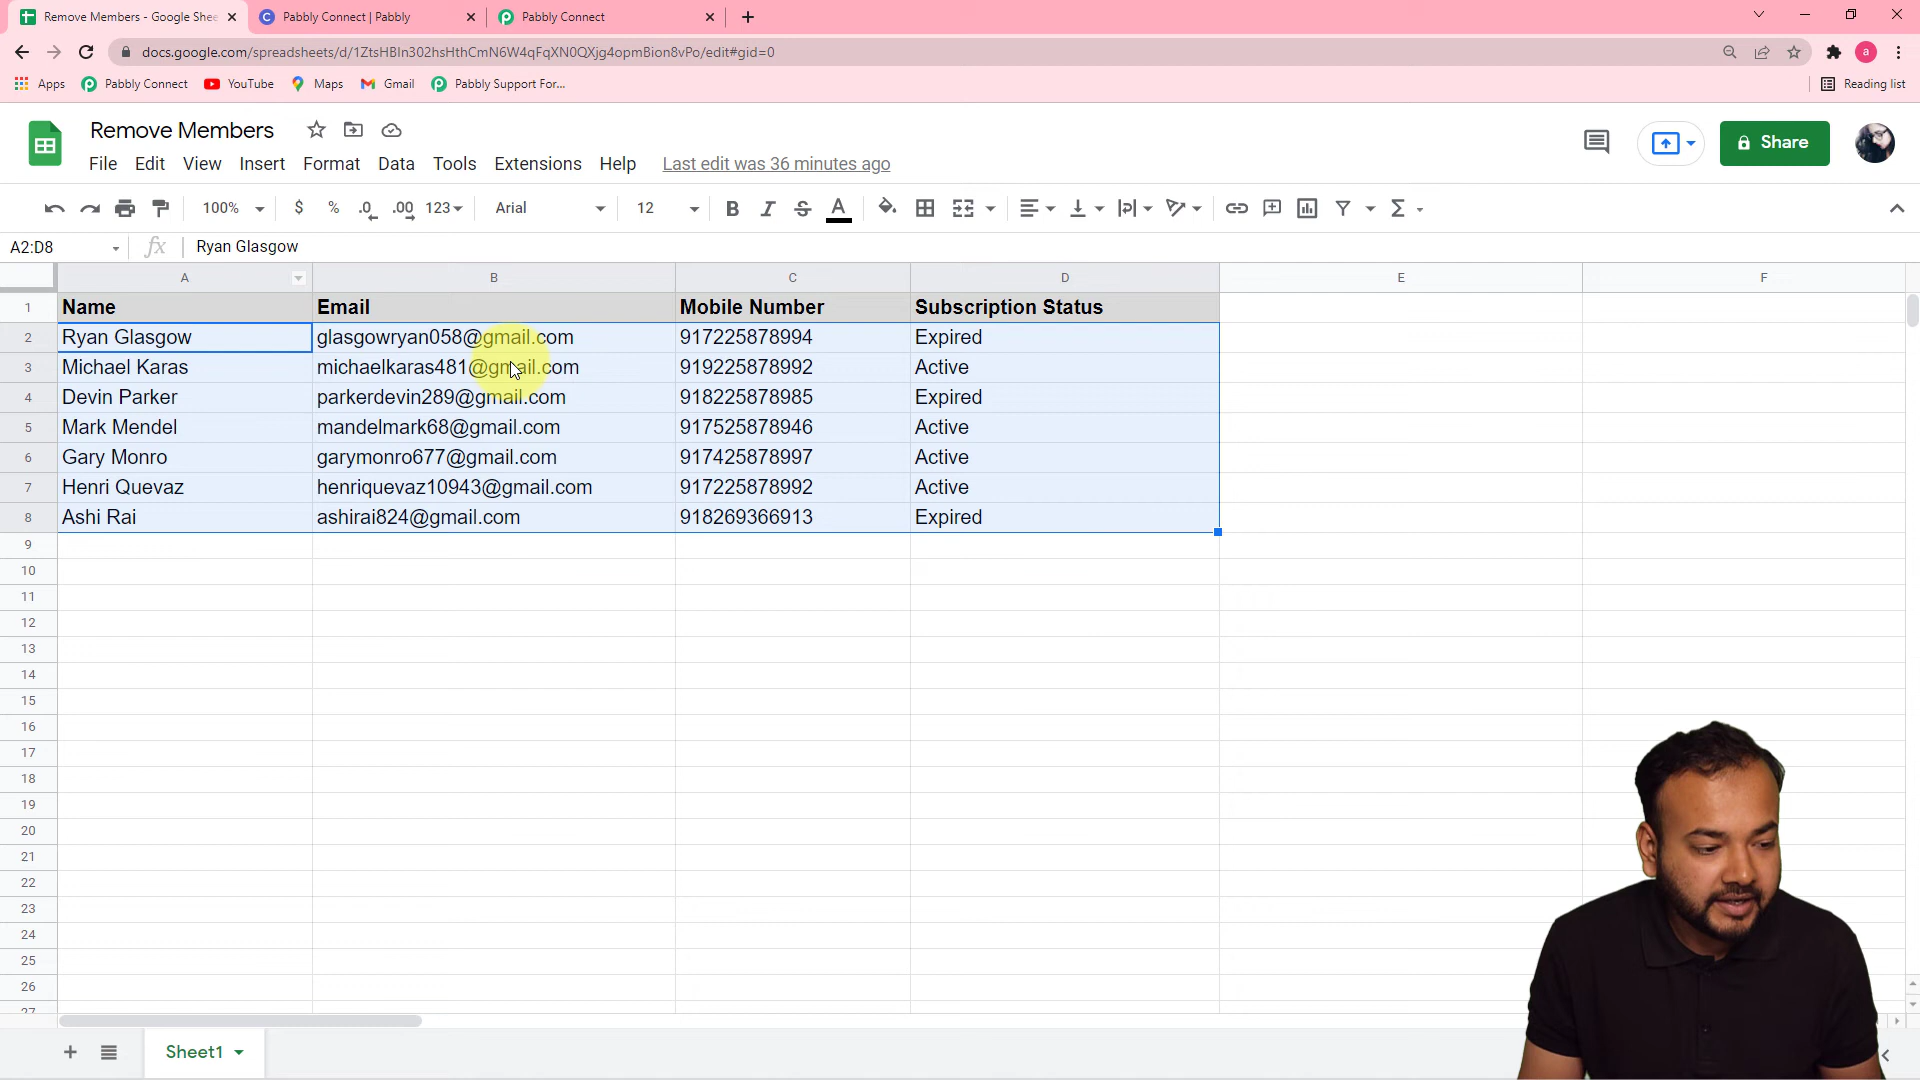 Remove Members - Google Shee
Pabbly Connect | Pabbly
Pabbly Connect
docs.google.com/spreadsheets/d/1ZtsHBIn302hsHthCmN6W4qFqXN0QXjg4opmBion8vPo/edit#gid=0
a
Apps
Pabbly Connect
YouTube
Maps
Gmail
Pabbly Support For...
Reading list
Remove Members
File Edit View Insert Format Data Tools Extensions Help Last edit was 36 minutes ago
Share
100% $ % .0 .00 123 Arial 12 B I S A Σ
A2:D8 fx Ryan Glasgow
A B C D E F
1 Name Email Mobile Number Subscription Status
2 Ryan Glasgow glasgowryan058@gmail.com 917225878994 Expired
3 Michael Karas michaelkaras481@gmail.com 919225878992 Active
4 Devin Parker parkerdevin289@gmail.com 918225878985 Expired
5 Mark Mendel mandelmark68@gmail.com 917525878946 Active
6 Gary Monro garymonro677@gmail.com 917425878997 Active
7 Henri Quevaz henriquevaz10943@gmail.com 917225878992 Active
8 Ashi Rai ashirai824@gmail.com 918269366913 Expired
9
10
11
12
13
14
15
16
17
18
19
20
21
22
23
24
25
26
27
Sheet1